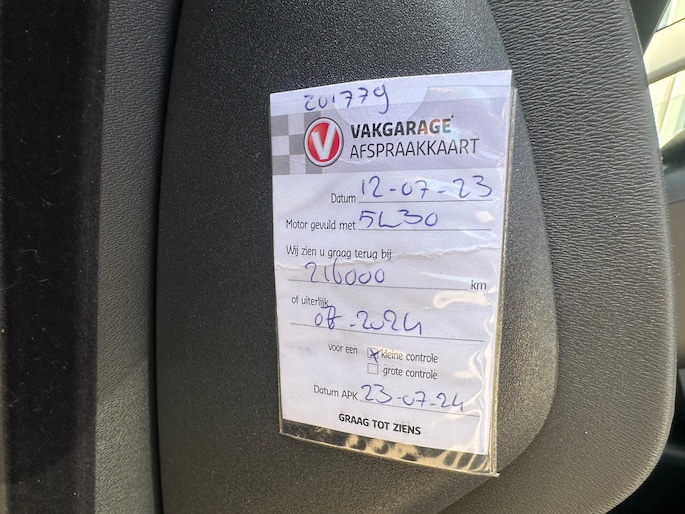 201779
VAKGARAGE
AFSPRAAKKAART
Datum 12-07-23
Motor gevuld met 5W30
Wij zien u graag terug bij
216000 km
of uiterlijk
07-2024
voor een x kleine controle
grote controle
Datum APK 23-07-24
GRAAG TOT ZIENS